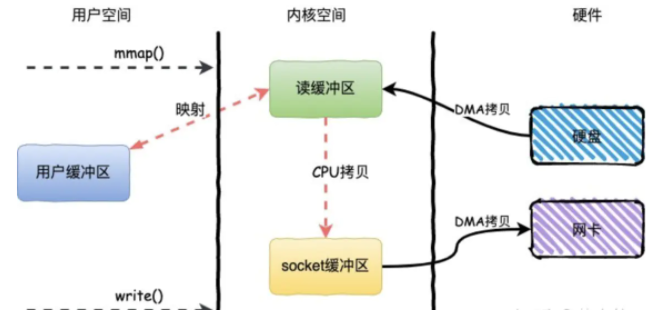 用户空间
内核空间
硬件
mmap()
读缓冲区
映射
DMA拷贝
硬盘
用户缓冲区
CPU拷贝
DMA拷贝
网卡
socket缓冲区
write()